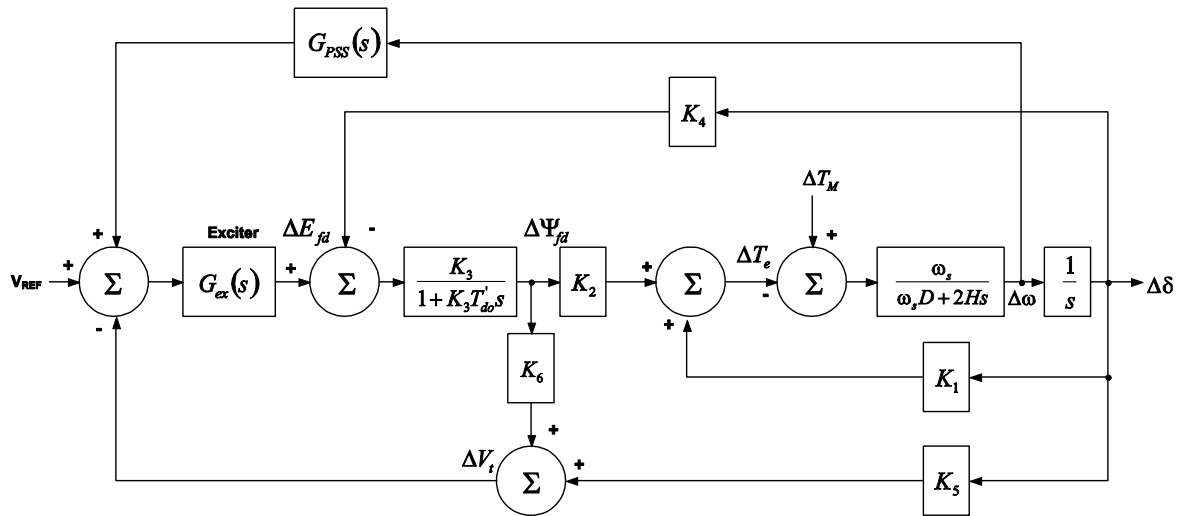 G_PSS(s)
K_4
ΔT_M
Exciter
ΔE_fd
ΔΨ_fd
ΔT_e
+
-
+
V_REF
+
Σ
G_ex(s)
+
Σ
K_3
1+K_3T'_do s
K_2
+
Σ
-
Σ
ω_s
ω_sD+2Hs
Δω
1
s
Δδ
-
+
K_6
K_1
+
ΔV_t
+
Σ
K_5